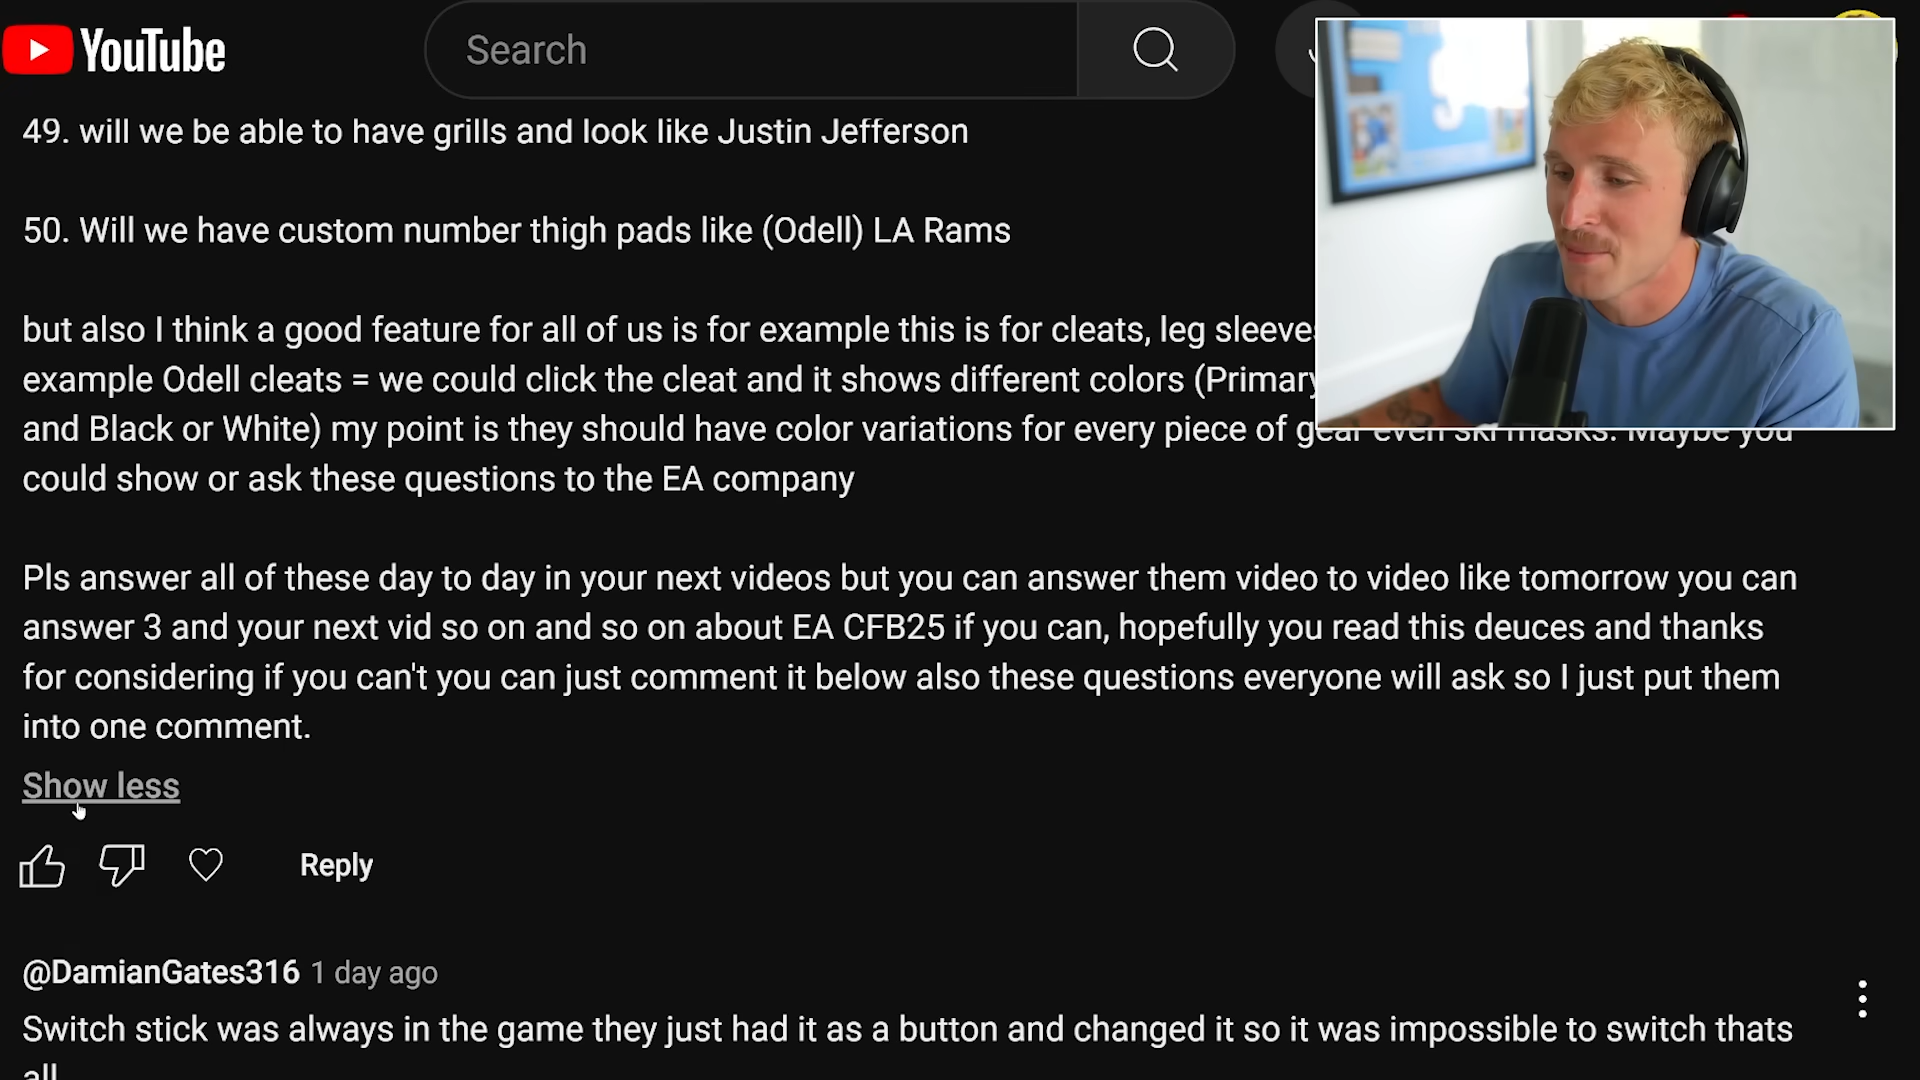 YouTube
Search
49. will we be able to have grills and look like Justin Jefferson
50. Will we have custom number thigh pads like (Odell) LA Rams
but also I think a good feature for all of us is for example this is for cleats, leg sleeves
example Odell cleats = we could click the cleat and it shows different colors (Primary
and Black or White) my point is they should have color variations for every piece of gear even ski masks. Maybe you
could show or ask these questions to the EA company
Pls answer all of these day to day in your next videos but you can answer them video to video like tomorrow you can
answer 3 and your next vid so on and so on about EA CFB25 if you can, hopefully you read this deuces and thanks
for considering if you can't you can just comment it below also these questions everyone will ask so I just put them
into one comment.
Show less
Reply
@DamianGates316 1 day ago
Switch stick was always in the game they just had it as a button and changed it so it was impossible to switch thats
all